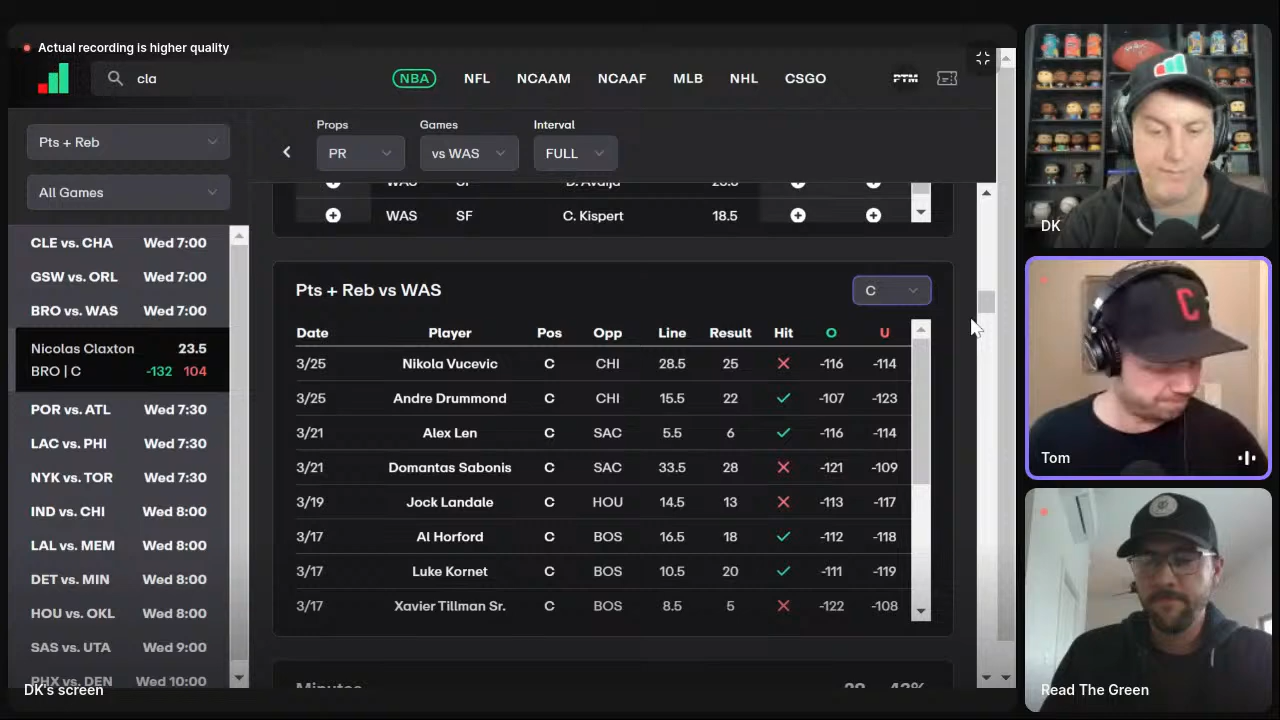 Actual recording is higher quality
cla
NBA NFL NCAAM NCAAF MLB NHL CSGO PTM
Pts + Reb
All Games
Props Games Interval
PR vs WAS FULL
WAS SF D. Avdija 23.5
WAS SF C. Kispert 18.5
CLE vs. CHA Wed 7:00
GSW vs. ORL Wed 7:00
BRO vs. WAS Wed 7:00
Nicolas Claxton 23.5
BRO | C -132 104
POR vs. ATL Wed 7:30
LAC vs. PHI Wed 7:30
NYK vs. TOR Wed 7:30
IND vs. CHI Wed 8:00
LAL vs. MEM Wed 8:00
DET vs. MIN Wed 8:00
HOU vs. OKL Wed 8:00
SAS vs. UTA Wed 9:00
PHX vs. DEN Wed 10:00
DK's screen
Pts + Reb vs WAS C
Date Player Pos Opp Line Result Hit O U
3/25 Nikola Vucevic C CHI 28.5 25 -116 -114
3/25 Andre Drummond C CHI 15.5 22 -107 -123
3/21 Alex Len C SAC 5.5 6 -116 -114
3/21 Domantas Sabonis C SAC 33.5 28 -121 -109
3/19 Jock Landale C HOU 14.5 13 -113 -117
3/17 Al Horford C BOS 16.5 18 -112 -118
3/17 Luke Kornet C BOS 10.5 20 -111 -119
3/17 Xavier Tillman Sr. C BOS 8.5 5 -122 -108
Minutes
DK
C
Tom
Read The Green